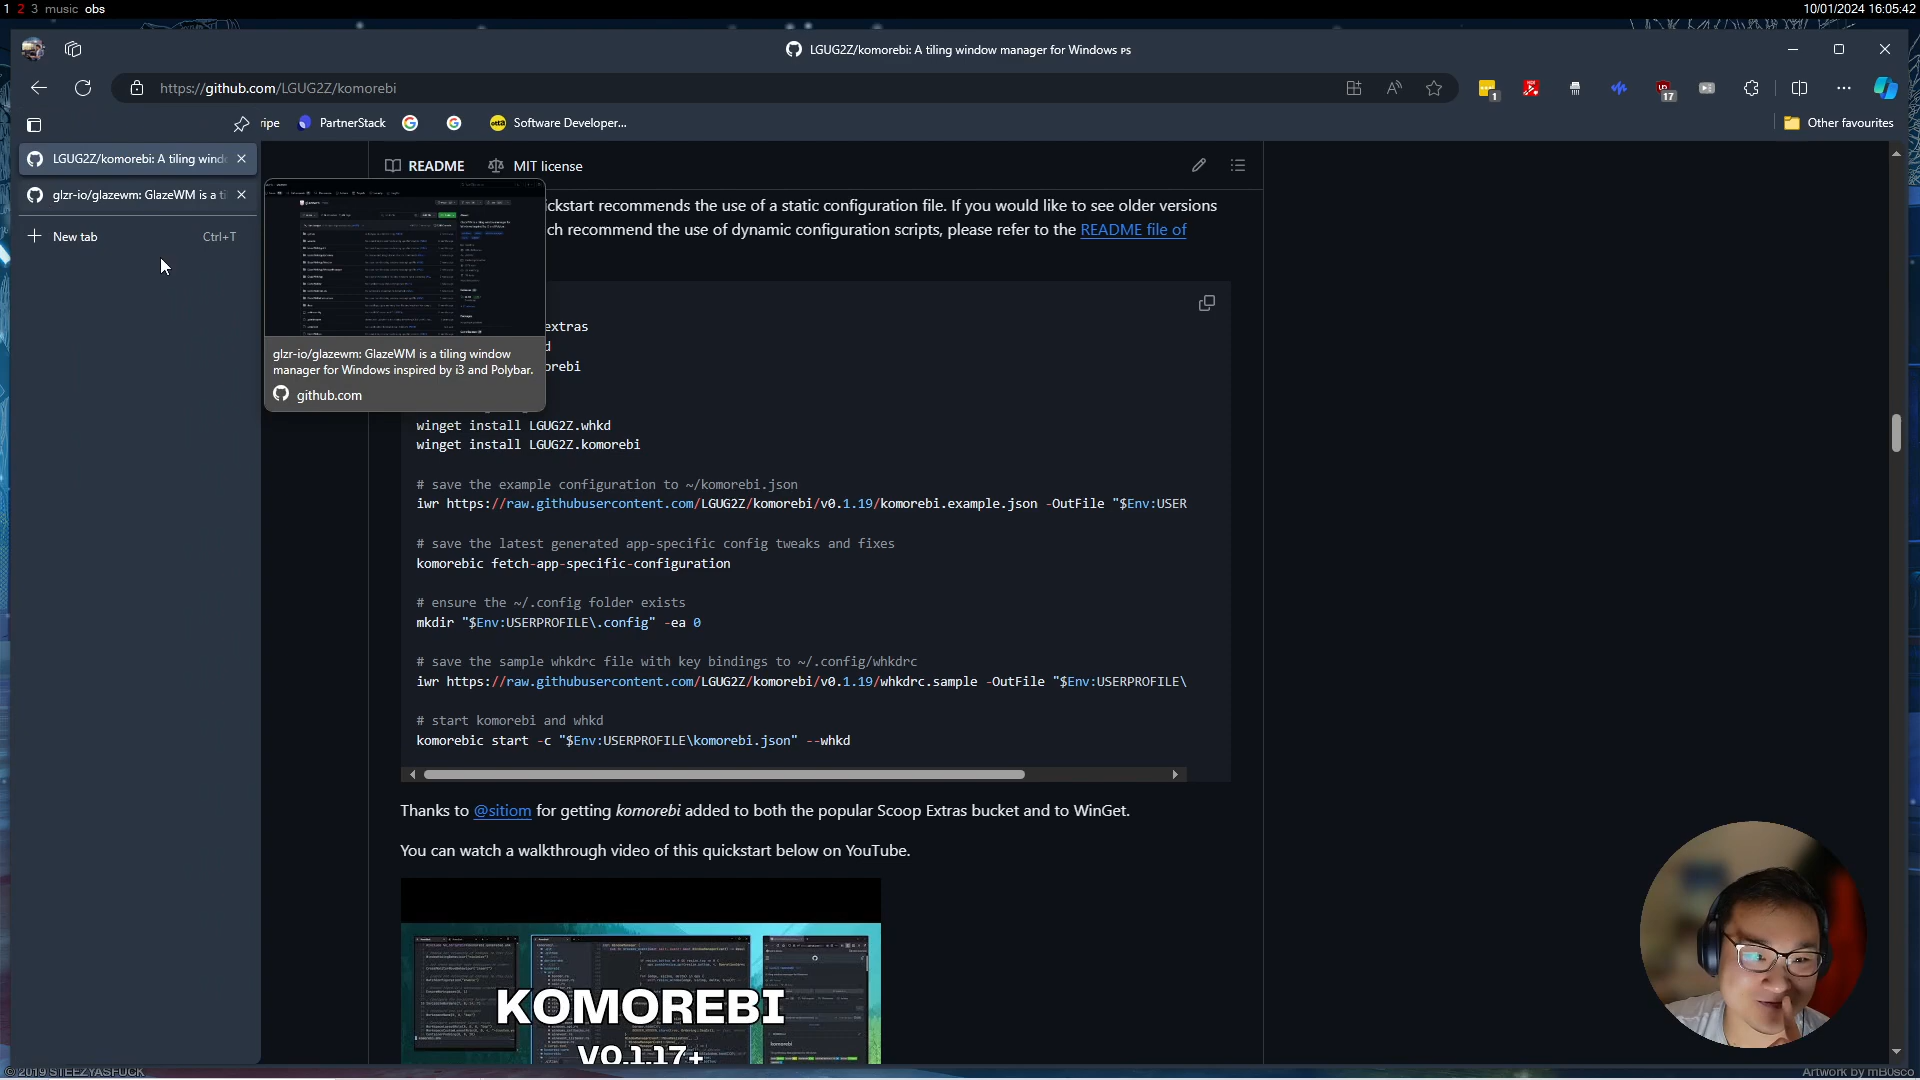 1 2 3 music obs
10/01/2024 16:05:42
LGUG2Z/komorebi: A tiling window manager for Windows PS
https://github.com/LGUG2Z/komorebi
1
17
ripe
PartnerStack
otta
Software Developer...
Other favourites
LGUG2Z/komorebi: A tiling wind
glzr-io/glazewm: GlazeWM is a ti
New tab
Ctrl+T
README
MIT license
ickstart recommends the use of a static configuration file. If you would like to see older versions
ch recommend the use of dynamic configuration scripts, please refer to the README file of
extras
d
orebi
glzr-io/glazewm: GlazeWM is a tiling window
manager for Windows inspired by i3 and Polybar.
github.com
winget install LGUG2Z.whkd
winget install LGUG2Z.komorebi
# save the example configuration to ~/komorebi.json
iwr https://raw.githubusercontent.com/LGUG2Z/komorebi/v0.1.19/komorebi.example.json -OutFile "$Env:USER
# save the latest generated app-specific config tweaks and fixes
komorebic fetch-app-specific-configuration
# ensure the ~/.config folder exists
mkdir "$Env:USERPROFILE\.config" -ea 0
# save the sample whkdrc file with key bindings to ~/.config/whkdrc
iwr https://raw.githubusercontent.com/LGUG2Z/komorebi/v0.1.19/whkdrc.sample -OutFile "$Env:USERPROFILE\
# start komorebi and whkd
komorebic start -c "$Env:USERPROFILE\komorebi.json" --whkd
Thanks to @sitiom for getting komorebi added to both the popular Scoop Extras bucket and to WinGet.
You can watch a walkthrough video of this quickstart below on YouTube.
KOMOREBI
V0.1.17+
© 2019 STEEZYASFUCK
Artwork by mB0sco